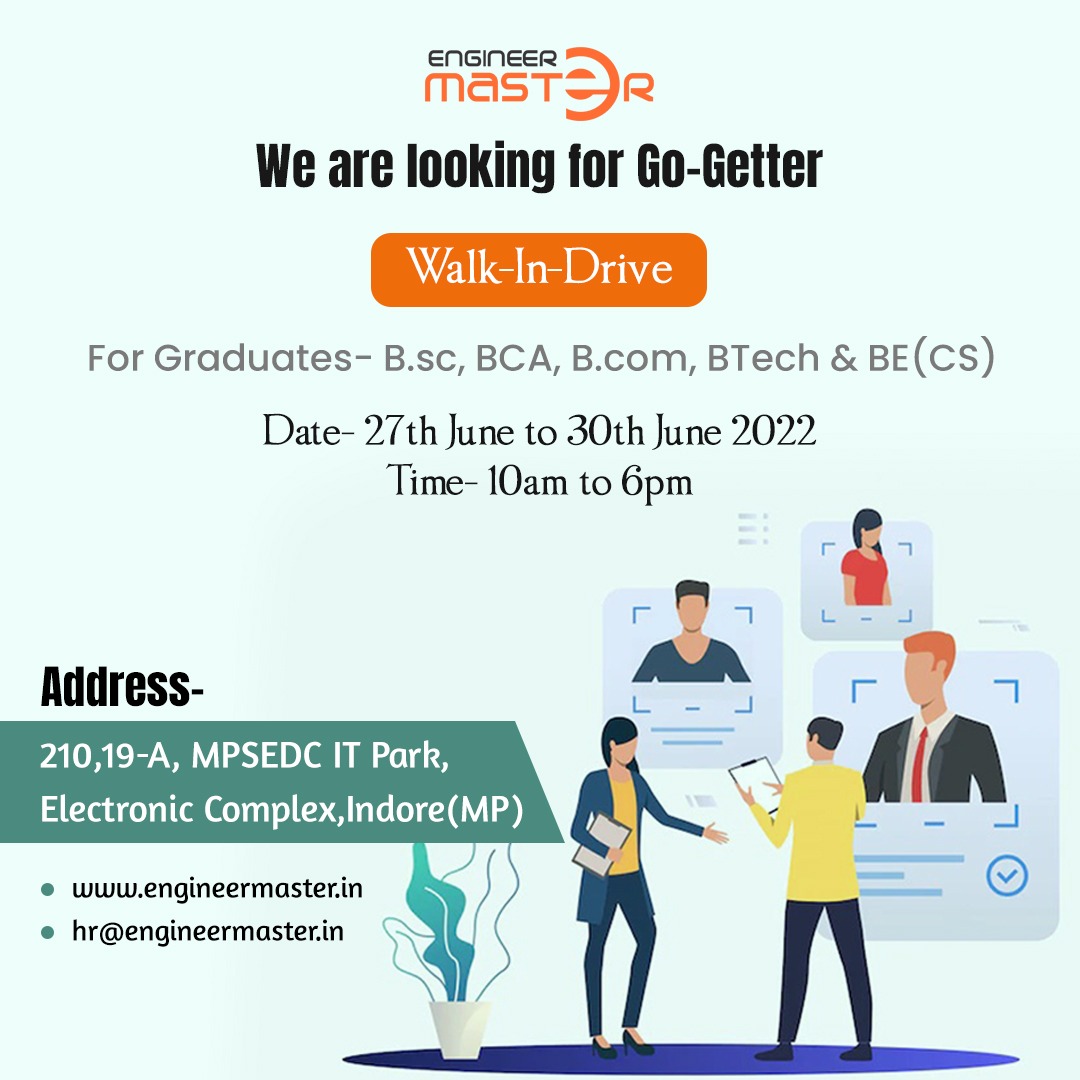 ENGINEER
masTER
We are looking for Go-Getter
Walk-In-Drive
For Graduates- B.sc, BCA, B.com, BTech & BE(CS)
Date- 27th June to 30th June 2022
Time- 10am to 6pm
Address-
210,19-A, MPSEDC IT Park,
Electronic Complex,Indore(MP)
www.engineermaster.in
hr@engineermaster.in